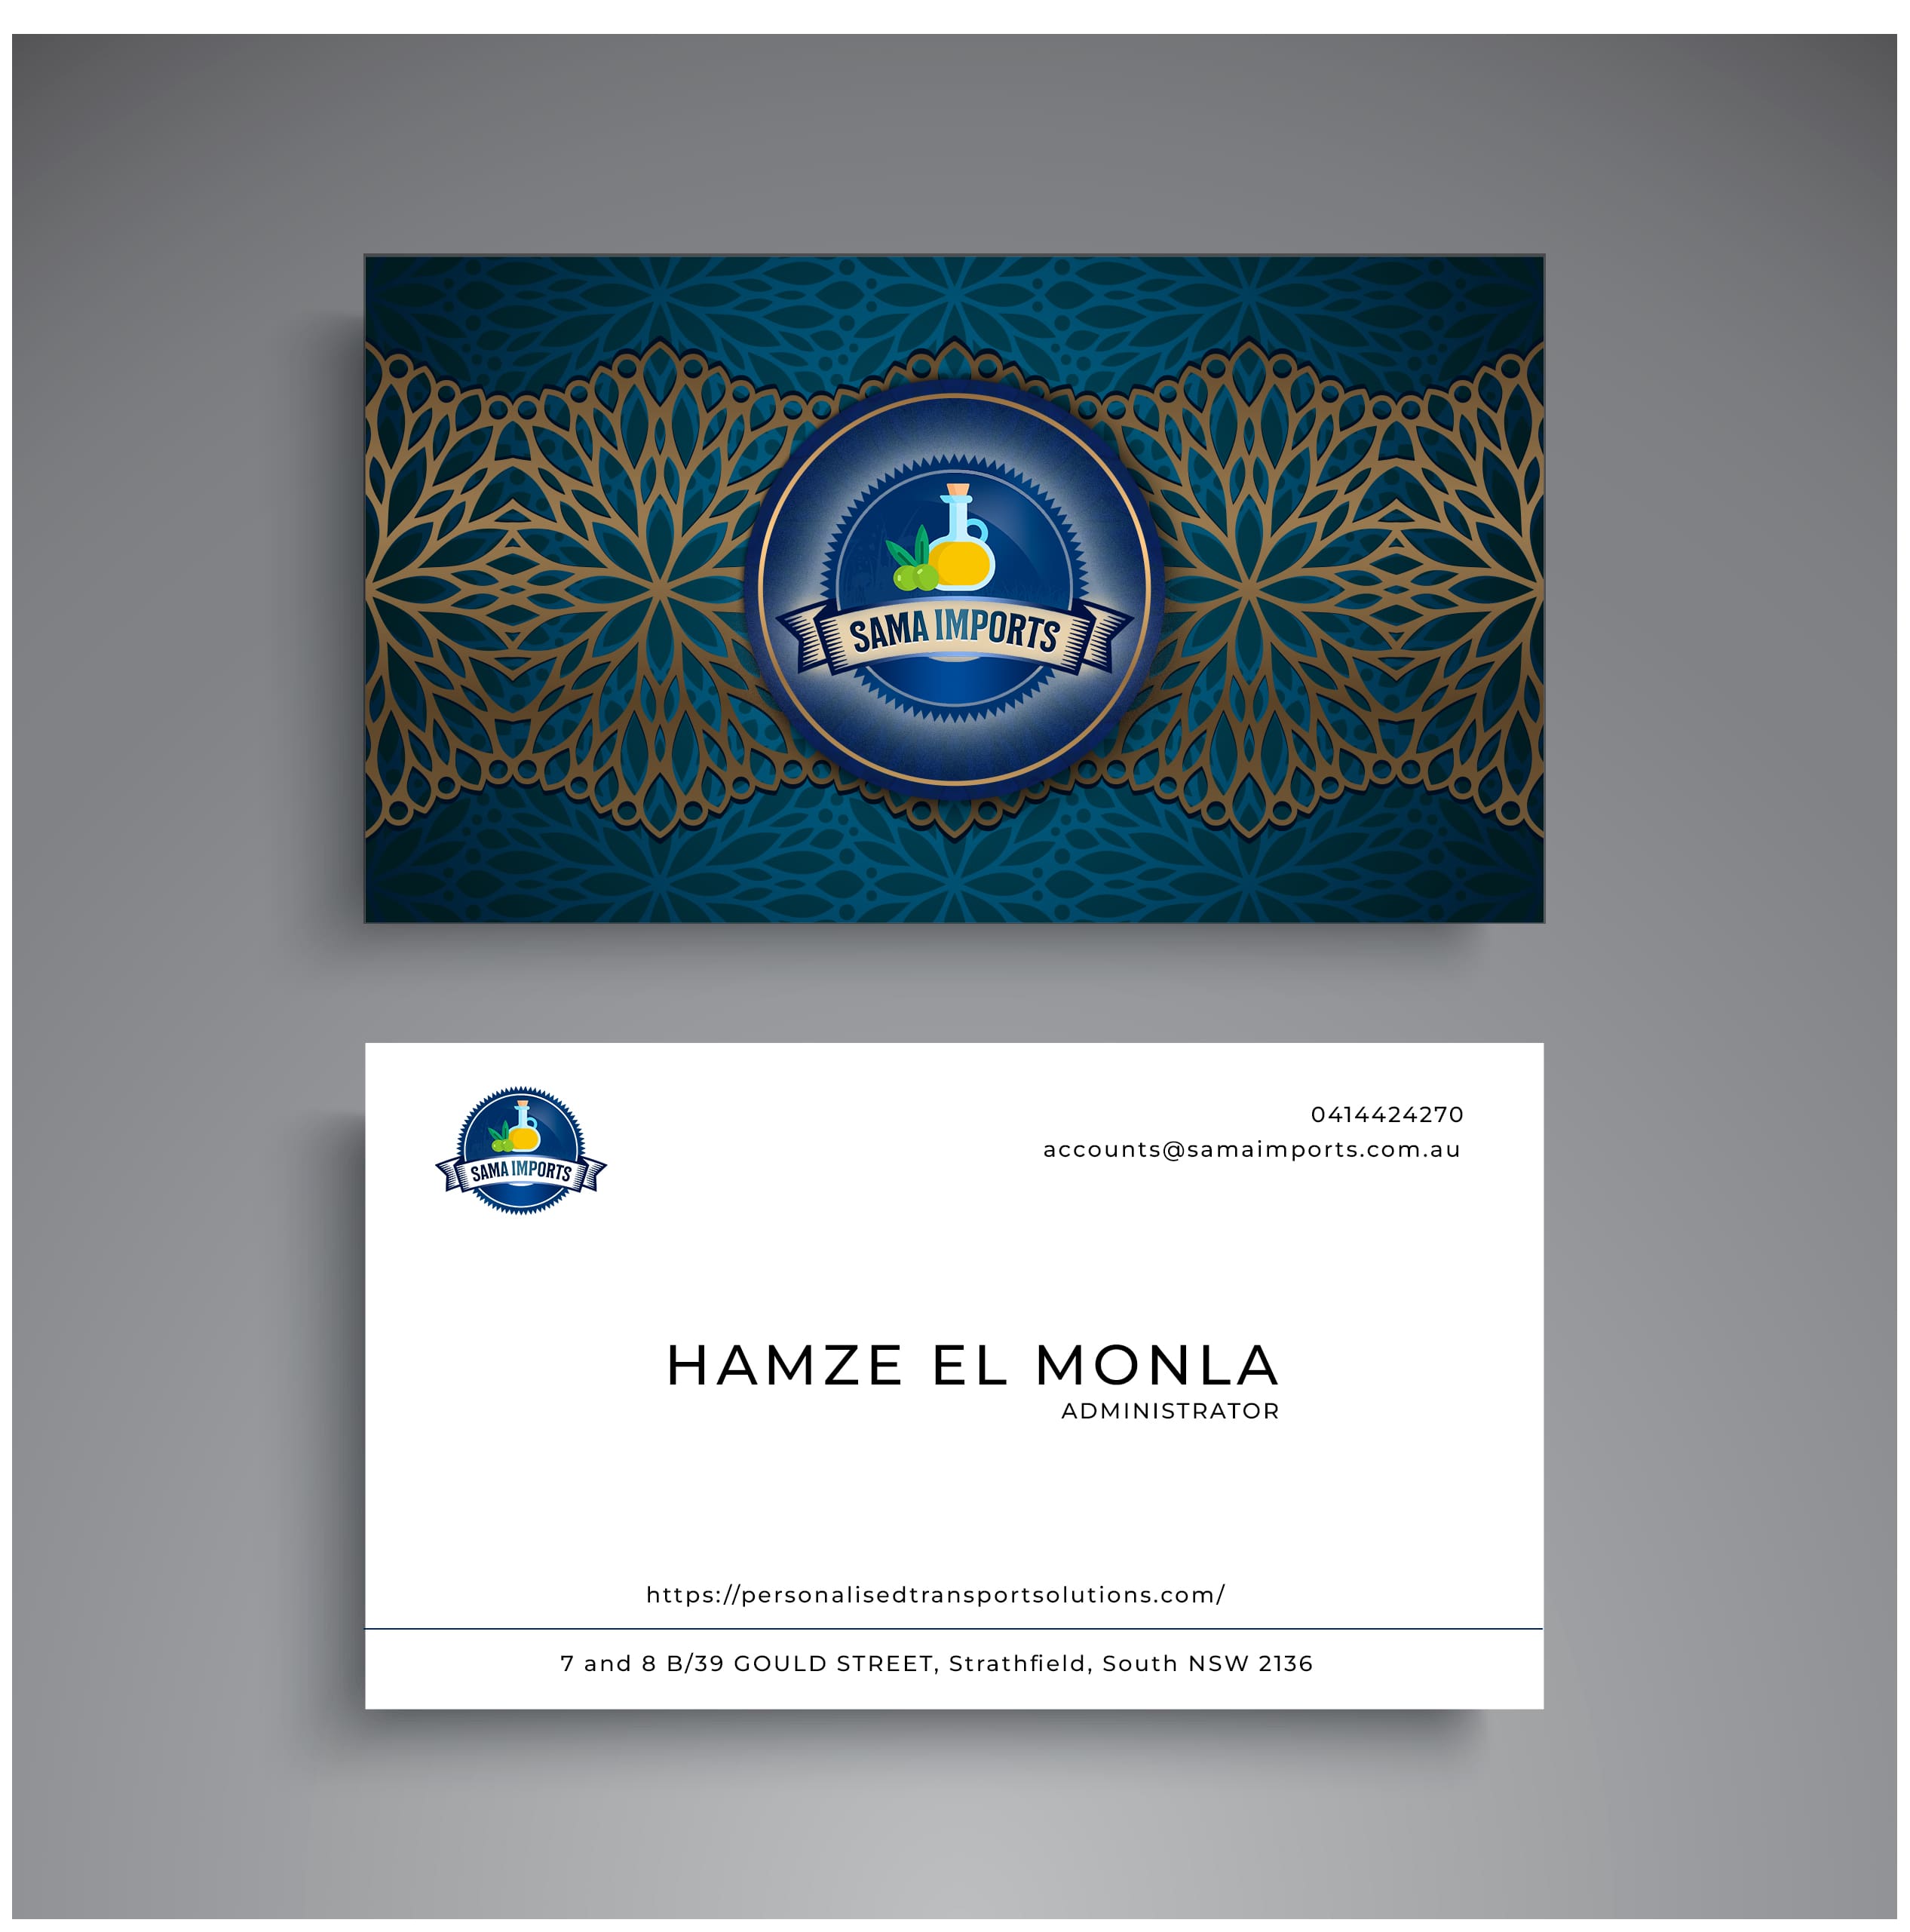 SAMA IMPORTS
SAMA IMPORTS
0414424270
accounts@samaimports.com.au
HAMZE EL MONLA
ADMINISTRATOR
https://personalisedtransportsolutions.com/
7 and 8 B/39 GOULD STREET, Strathfield, South NSW 2136